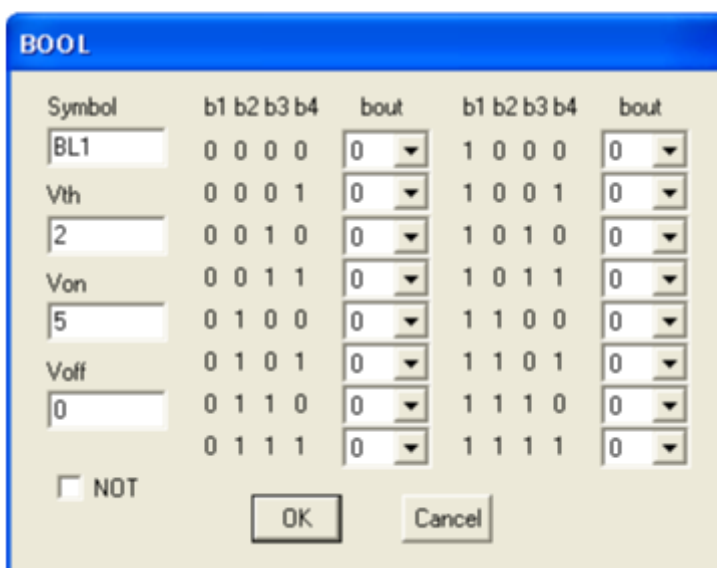 BOOL
Symbol b1 b2 b3 b4 bout b1 b2 b3 b4 bout
BL1 0 0 0 0 0 1 0 0 0 0
Vth 0 0 0 1 0 1 0 0 1 0
2 0 0 1 0 0 1 0 1 0 0
Von 0 0 1 1 0 1 0 1 1 0
5 0 1 0 0 0 1 1 0 0 0
Voff 0 1 0 1 0 1 1 0 1 0
0 0 1 1 0 0 1 1 1 0 0
0 1 1 1 0 1 1 1 1 0
NOT
OK Cancel